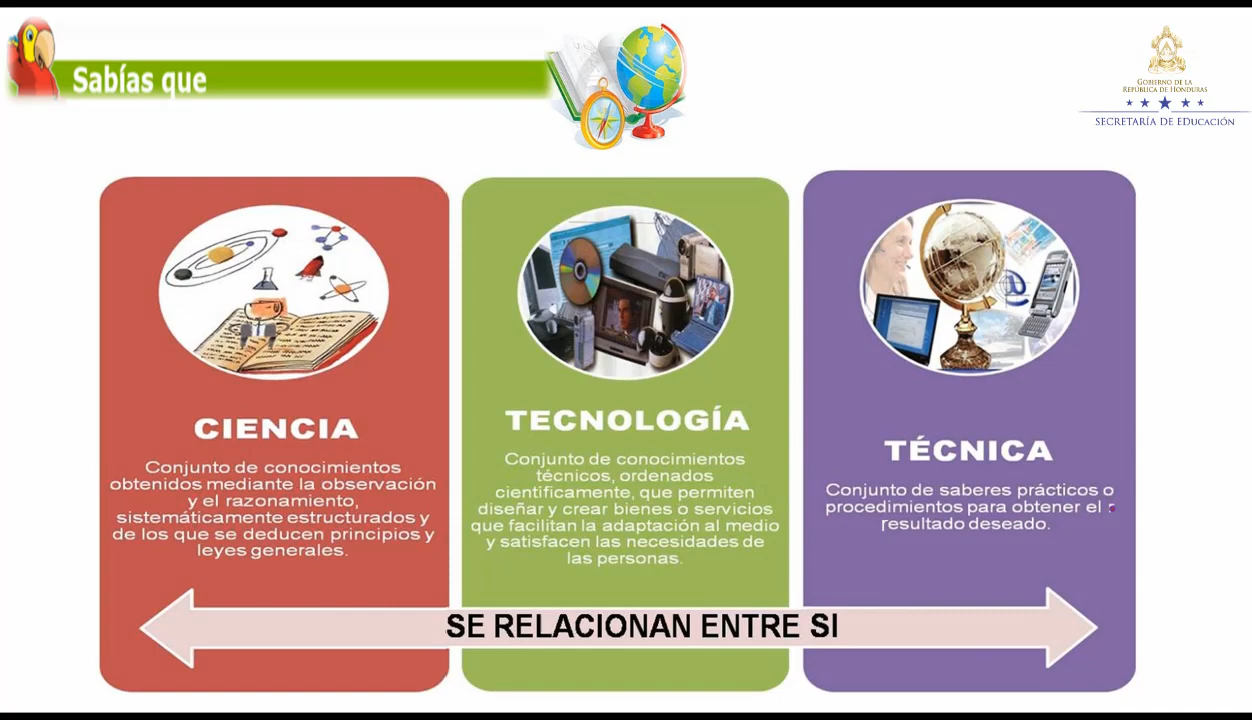 Sabías que
GOBIERNO DE LA
REPÚBLICA DE HONDURAS
SECRETARÍA DE EDUCACIÓN
CIENCIA
Conjunto de conocimientos
obtenidos mediante la observación
y el razonamiento,
sistemáticamente estructurados y
de los que se deducen principios y
leyes generales.
TECNOLOGÍA
Conjunto de conocimientos
técnicos, ordenados
cientificamente, que permiten
diseñar y crear bienes o servicios
que facilitan la adaptación al medio
y satisfacen las necesidades de
las personas.
TÉCNICA
Conjunto de saberes prácticos o
procedimientos para obtener el
resultado deseado.
SE RELACIONAN ENTRE SI